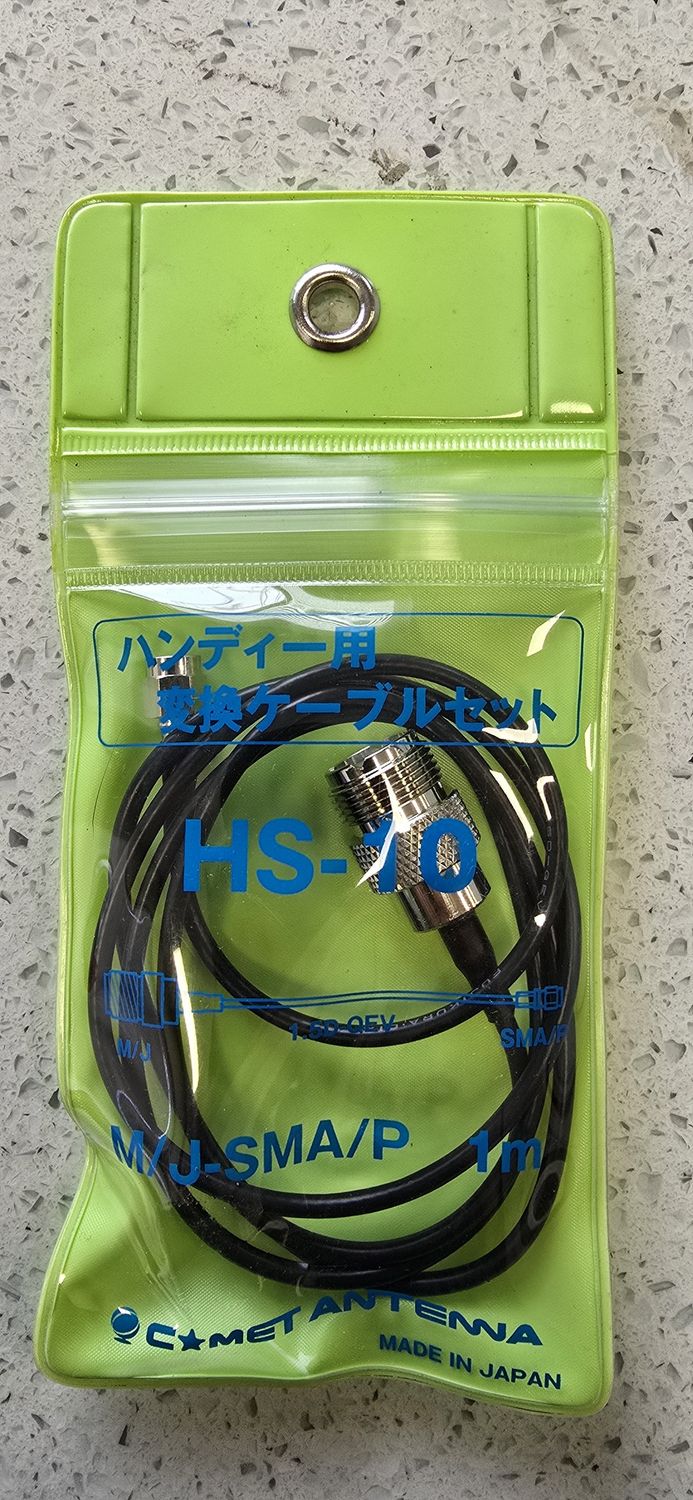 ハンディー用
変換ケーブルセット
HS-10
1.5D-QEV
M/J
SMA/P
M/J-SMA/P 1m
COMET ANTENNA
MADE IN JAPAN